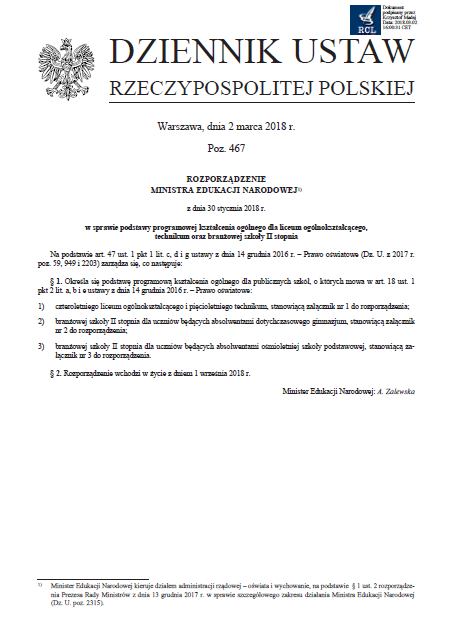 RCL
Dokument
podpisany przez
Krzysztof Madej
Data: 2018.03.02
16:00:31 CET
DZIENNIK USTAW
RZECZYPOSPOLITEJ POLSKIEJ
Warszawa, dnia 2 marca 2018 r.
Poz. 467
ROZPORZĄDZENIE
MINISTRA EDUKACJI NARODOWEJ1)
z dnia 30 stycznia 2018 r.
w sprawie podstawy programowej kształcenia ogólnego dla liceum ogólnokształcącego,
technikum oraz branżowej szkoły II stopnia
Na podstawie art. 47 ust. 1 pkt 1 lit. c, d i g ustawy z dnia 14 grudnia 2016 r. – Prawo oświatowe (Dz. U. z 2017 r.
poz. 59, 949 i 2203) zarządza się, co następuje:
§ 1. Określa się podstawę programową kształcenia ogólnego dla publicznych szkół, o których mowa w art. 18 ust. 1
pkt 2 lit. a, b i e ustawy z dnia 14 grudnia 2016 r. – Prawo oświatowe:
1) czteroletniego liceum ogólnokształcącego i pięcioletniego technikum, stanowiącą załącznik nr 1 do rozporządzenia;
2) branżowej szkoły II stopnia dla uczniów będących absolwentami dotychczasowego gimnazjum, stanowiącą załącznik
nr 2 do rozporządzenia;
3) branżowej szkoły II stopnia dla uczniów będących absolwentami ośmioletniej szkoły podstawowej, stanowiącą za-
łącznik nr 3 do rozporządzenia.
§ 2. Rozporządzenie wchodzi w życie z dniem 1 września 2018 r.
Minister Edukacji Narodowej: A. Zalewska
1) Minister Edukacji Narodowej kieruje działem administracji rządowej – oświata i wychowanie, na podstawie § 1 ust. 2 rozporządze-
nia Prezesa Rady Ministrów z dnia 13 grudnia 2017 r. w sprawie szczegółowego zakresu działania Ministra Edukacji Narodowej
(Dz. U. poz. 2315).